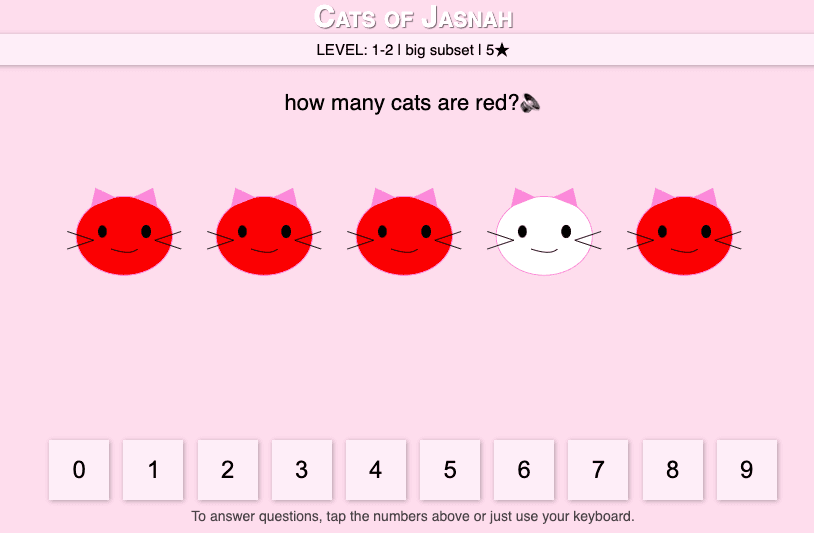 Cats of Jasnah
LEVEL: 1-2 | big subset | 5★
how many cats are red?🔊
0 1 2 3 4 5 6 7 8 9
To answer questions, tap the numbers above or just use your keyboard.